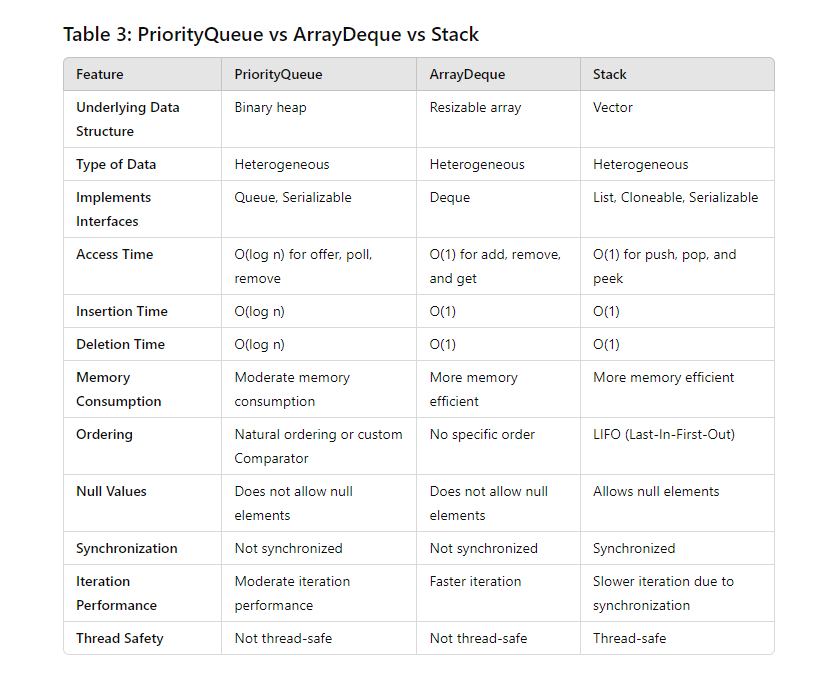 Table 3: PriorityQueue vs ArrayDeque vs Stack
Feature PriorityQueue ArrayDeque Stack
Underlying Data Binary heap Resizable array Vector
Structure
Type of Data Heterogeneous Heterogeneous Heterogeneous
Implements Queue, Serializable Deque List, Cloneable, Serializable
Interfaces
Access Time O(log n) for offer, poll, O(1) for add, remove, O(1) for push, pop, and
remove and get peek
Insertion Time O(log n) O(1) O(1)
Deletion Time O(log n) O(1) O(1)
Memory Moderate memory More memory More memory efficient
Consumption consumption efficient
Ordering Natural ordering or custom No specific order LIFO (Last-In-First-Out)
Comparator
Null Values Does not allow null Does not allow null Allows null elements
elements elements
Synchronization Not synchronized Not synchronized Synchronized
Iteration Moderate iteration Faster iteration Slower iteration due to
Performance performance synchronization
Thread Safety Not thread-safe Not thread-safe Thread-safe